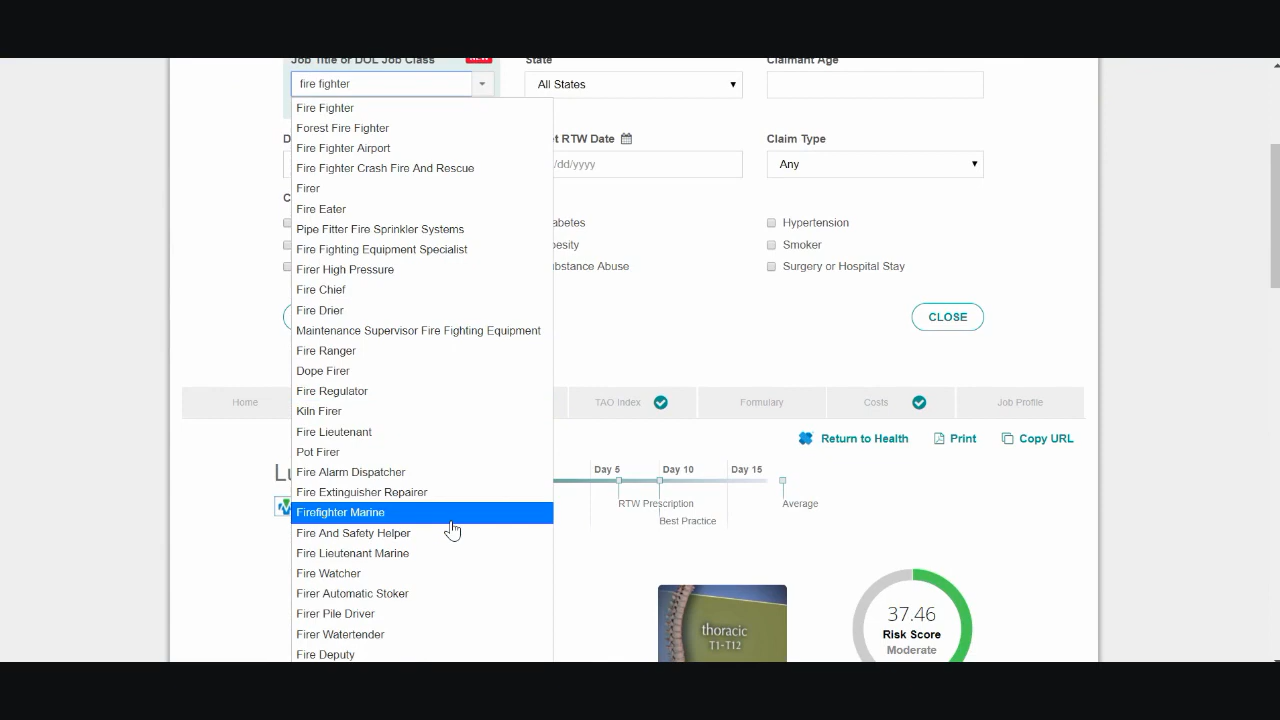 Job Title or DOL Job Class NEW State Claimant Age
fire fighter All States
Fire Fighter
Forest Fire Fighter
D t RTW Date Claim Type
Fire Fighter Airport
/dd/yyyy Any
Fire Fighter Crash Fire And Rescue
Firer
C
Fire Eater
abetes Hypertension
Pipe Fitter Fire Sprinkler Systems
esity Smoker
Fire Fighting Equipment Specialist
bstance Abuse Surgery or Hospital Stay
Firer High Pressure
Fire Chief
Fire Drier CLOSE
Maintenance Supervisor Fire Fighting Equipment
Fire Ranger
Dope Firer
Fire Regulator
Home TAO Index Formulary Costs Job Profile
Kiln Firer
Fire Lieutenant Return to Health Print Copy URL
Pot Firer
Lu Day 5 Day 10 Day 15
Fire Alarm Dispatcher
Fire Extinguisher Repairer
RTW Prescription Average
Firefighter Marine
Best Practice
Fire And Safety Helper
Fire Lieutenant Marine
Fire Watcher
Firer Automatic Stoker
Firer Pile Driver 37.46
thoracic
Firer Watertender Risk Score
T1-T12
Fire Deputy Moderate